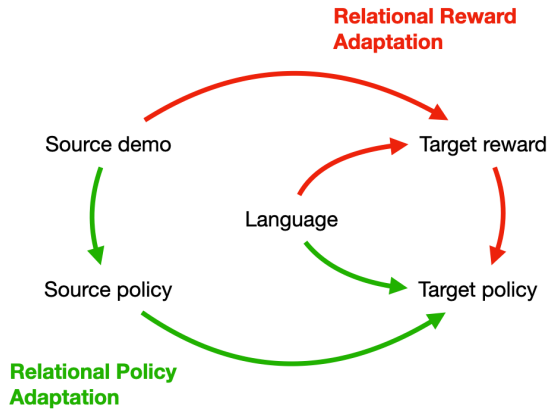 Relational Reward
Adaptation
Source demo
Target reward
Language
Source policy
Target policy
Relational Policy
Adaptation